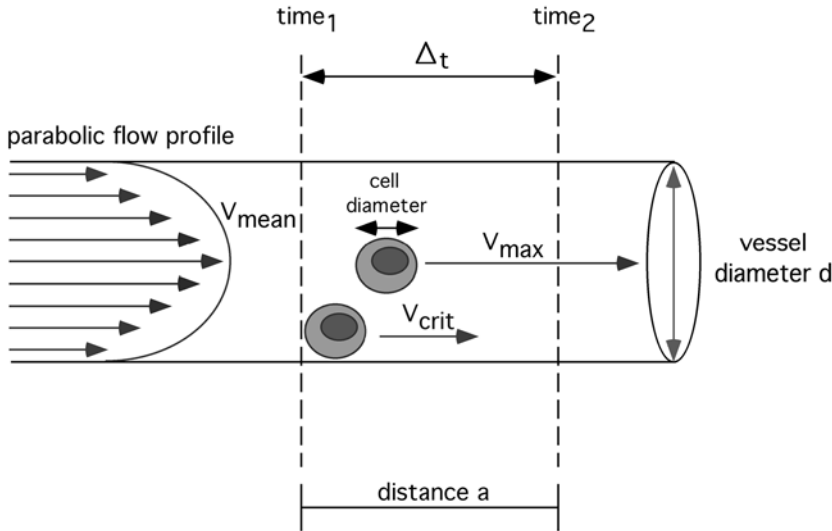 time1
time2
Δt
parabolic flow profile
Vmean
cell
diameter
Vmax
vessel
diameter d
Vcrit
distance a